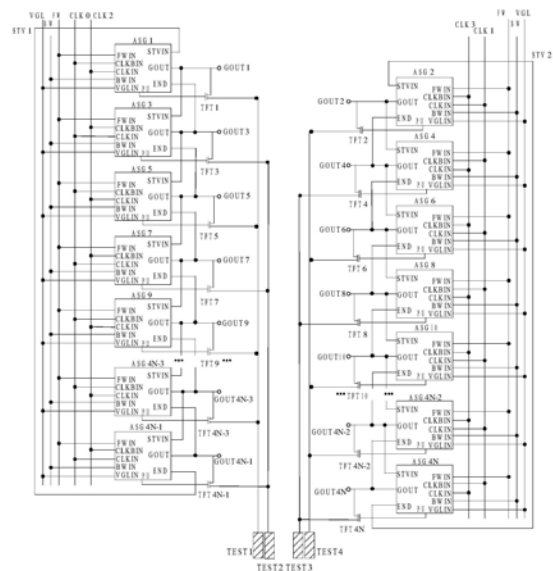 VGL FW
BW CLK0 CLK2
STV1
ASG1
STVIN
FWIN
CLKBIN
CLKIN
BWIN
VGLIN
GOUT
END
GOUT1
TFT1
ASG3
STVIN
FWIN
CLKBIN
CLKIN
BWIN
VGLIN
GOUT
END
GOUT3
TFT3
ASG5
STVIN
FWIN
CLKBIN
CLKIN
BWIN
VGLIN
GOUT
END
GOUT5
TFT5
ASG7
STVIN
FWIN
CLKBIN
CLKIN
BWIN
VGLIN
GOUT
END
GOUT7
TFT7
ASG9
STVIN
FWIN
CLKBIN
CLKIN
BWIN
VGLIN
GOUT
END
GOUT9
TFT9
ASG4N-3
STVIN
FWIN
CLKBIN
CLKIN
BWIN
VGLIN
GOUT
END
GOUT4N-3
TFT4N-3
ASG4N-1
STVIN
FWIN
CLKBIN
CLKIN
BWIN
VGLIN
GOUT
END
GOUT4N-1
TFT4N-1
TEST1
TEST2
FW VGL
CLK3 CLK1 BW
STV2
ASG2
STVIN
FWIN
CLKBIN
CLKIN
BWIN
VGLIN
GOUT
END
GOUT2
TFT2
ASG4
STVIN
FWIN
CLKBIN
CLKIN
BWIN
VGLIN
GOUT
END
GOUT4
TFT4
ASG6
STVIN
FWIN
CLKBIN
CLKIN
BWIN
VGLIN
GOUT
END
GOUT6
TFT6
ASG8
STVIN
FWIN
CLKBIN
CLKIN
BWIN
VGLIN
GOUT
END
GOUT8
TFT8
ASG10
STVIN
FWIN
CLKBIN
CLKIN
BWIN
VGLIN
GOUT
END
GOUT10
TFT10
ASG4N-2
STVIN
FWIN
CLKBIN
CLKIN
BWIN
VGLIN
GOUT
END
GOUT4N-2
TFT4N-2
ASG4N
STVIN
FWIN
CLKBIN
CLKIN
BWIN
VGLIN
GOUT
END
GOUT4N
TFT4N
TEST3
TEST4